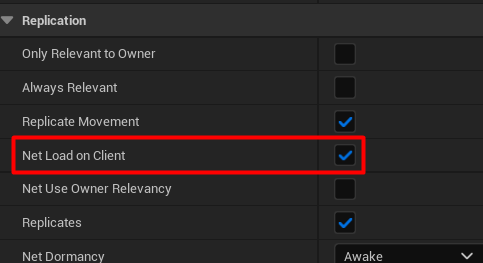 Replication
Only Relevant to Owner
Always Relevant
Replicate Movement
Net Load on Client
Net Use Owner Relevancy
Replicates
Net Dormancy Awake